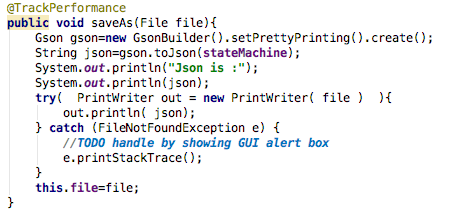 @TrackPerformance
public void saveAs(File file){
    Gson gson=new GsonBuilder().setPrettyPrinting().create();
    String json=gson.toJson(stateMachine);
    System.out.println("Json is :");
    System.out.println(json);
    try(  PrintWriter out = new PrintWriter( file )  ){
        out.println( json);
    } catch (FileNotFoundException e) {
        //TODO handle by showing GUI alert box
        e.printStackTrace();
    }
    this.file=file;
}